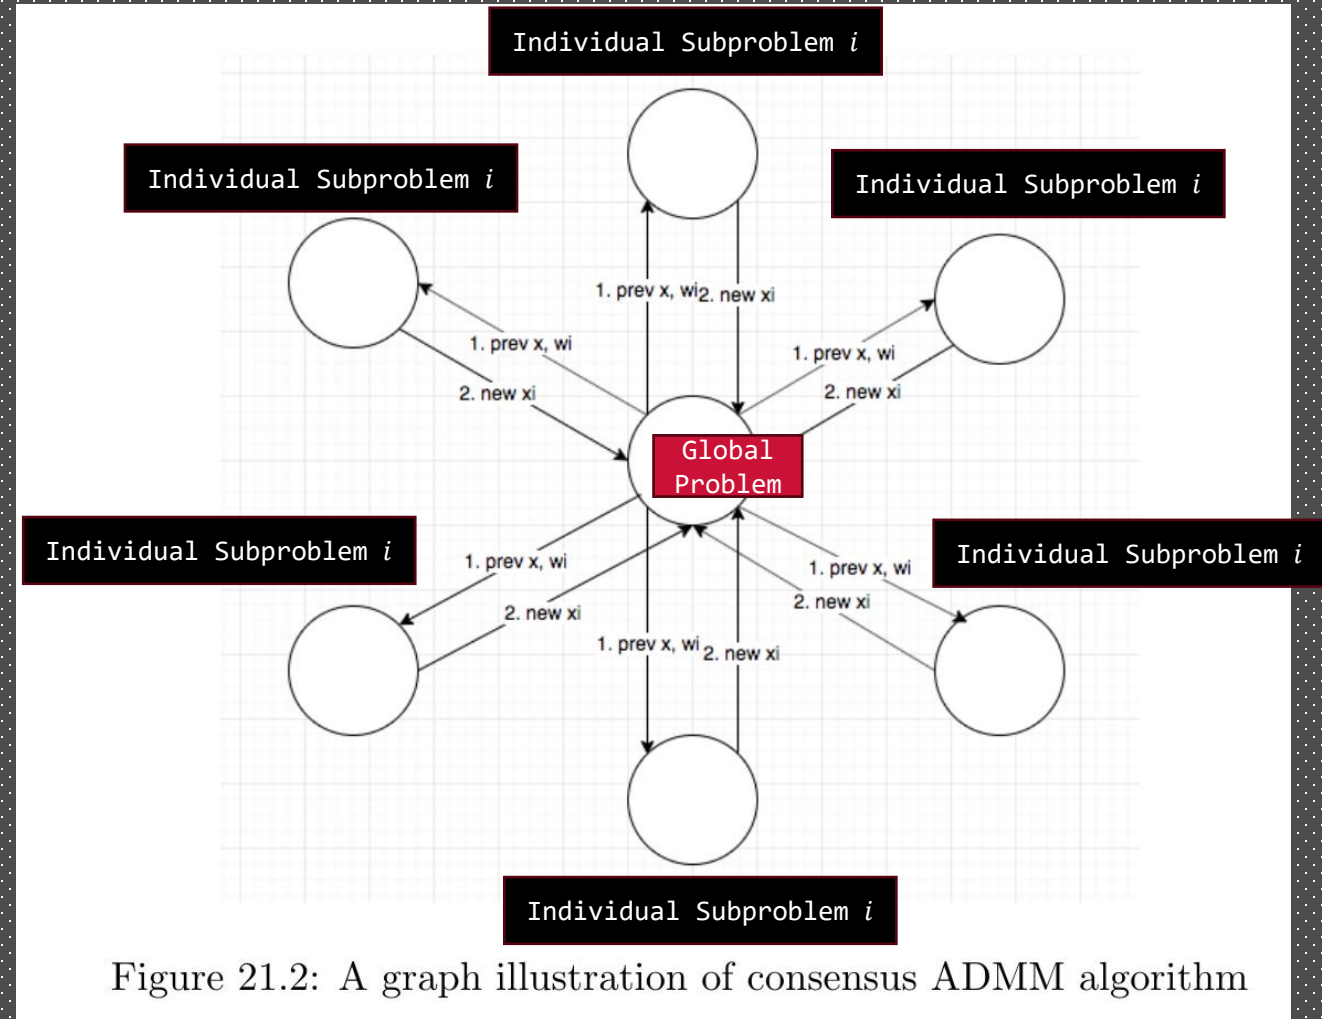 Individual Subproblem i
Individual Subproblem i
Individual Subproblem i
1. prev x, wi
2. new xi
1. prev x, wi
2. new xi
1. prev x, wi
2. new xi
Global
Problem
Individual Subproblem i
Individual Subproblem i
1. prev x, wi
2. new xi
1. prev x, wi
2. new xi
1. prev x, wi
2. new xi
Individual Subproblem i
Figure 21.2: A graph illustration of consensus ADMM algorithm